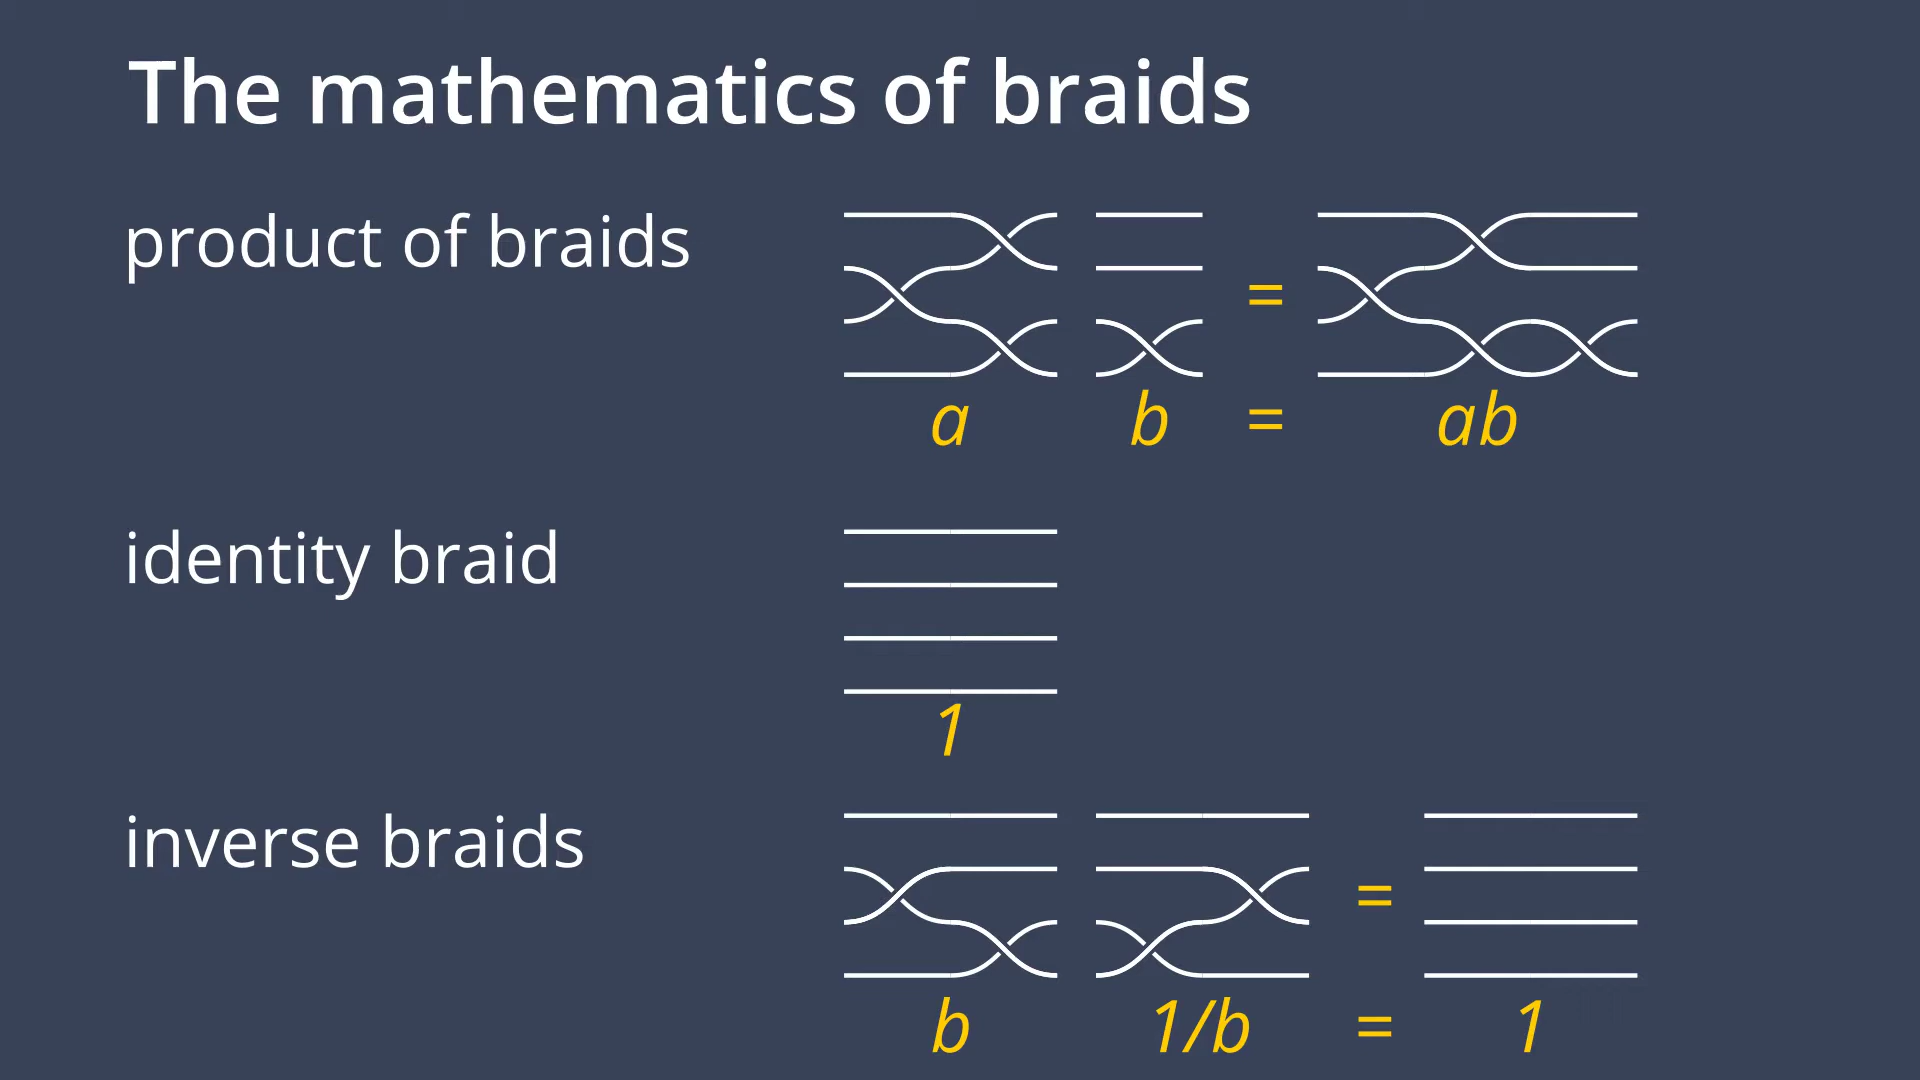 The mathematics of braids
product of braids
=
a b = ab
identity braid
1
inverse braids
=
b 1/b = 1